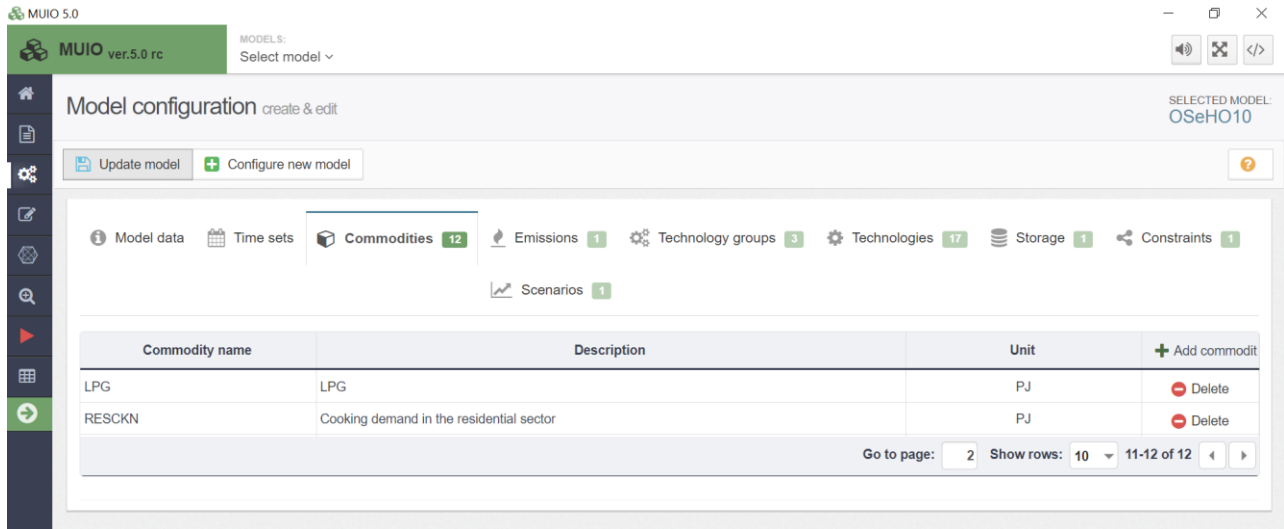 MUIO 5.0
MUIO ver.5.0 rc
MODELS:
Select model
Model configuration create & edit
SELECTED MODEL:
OSeHO10
Update model Configure new model
Model data Time sets Commodities 12 Emissions 1 Technology groups 3 Technologies 17 Storage 1 Constraints 1
Scenarios 1
Commodity name Description Unit Add commodit
LPG LPG PJ Delete
RESCKN Cooking demand in the residential sector PJ Delete
Go to page: 2 Show rows: 10 11-12 of 12